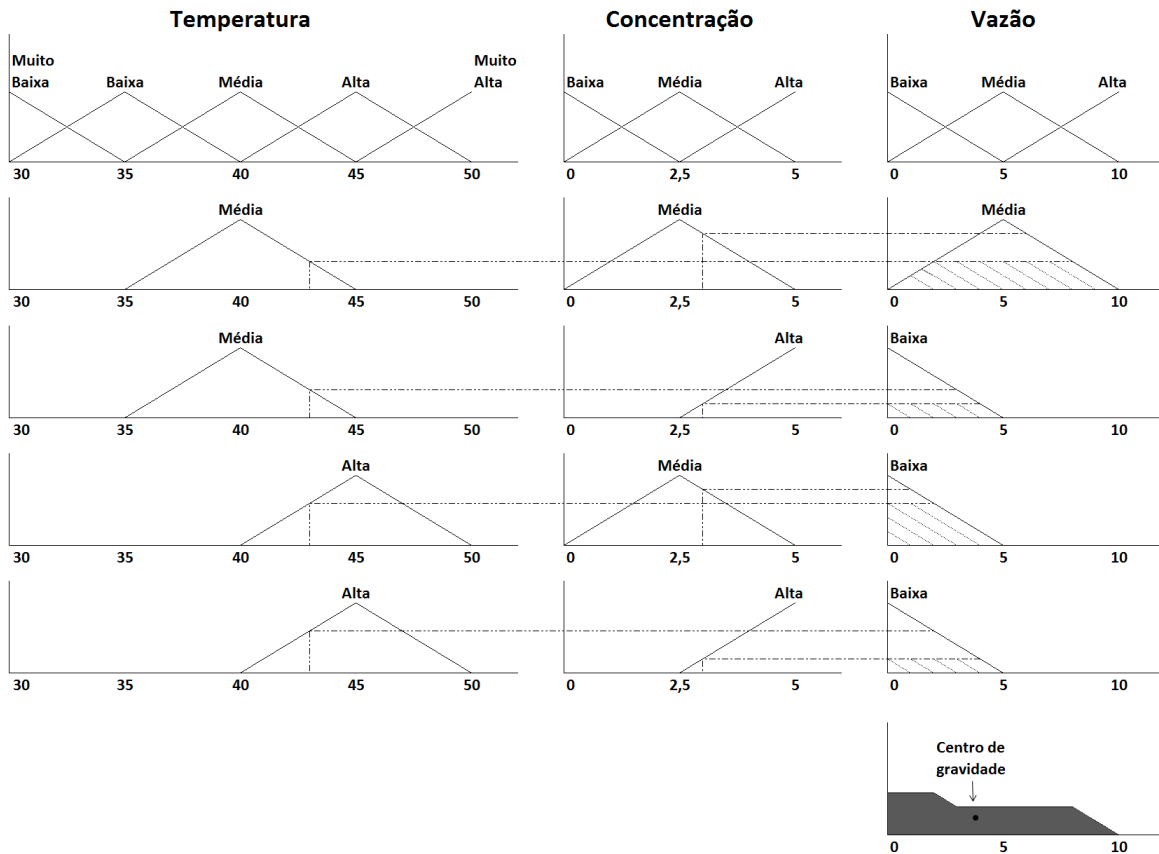 Temperatura Concentração Vazão
Muito Muito
Baixa Baixa Média Alta Alta Baixa Média Alta Baixa Média Alta
30 35 40 45 50 0 2,5 5 0 5 10
Média Média Média
30 35 40 45 50 0 2,5 5 0 5 10
Média Alta Baixa
30 35 40 45 50 0 2,5 5 0 5 10
Alta Média Baixa
30 35 40 45 50 0 2,5 5 0 5 10
Alta Alta Baixa
30 35 40 45 50 0 2,5 5 0 5 10
Centro de
gravidade
0 5 10